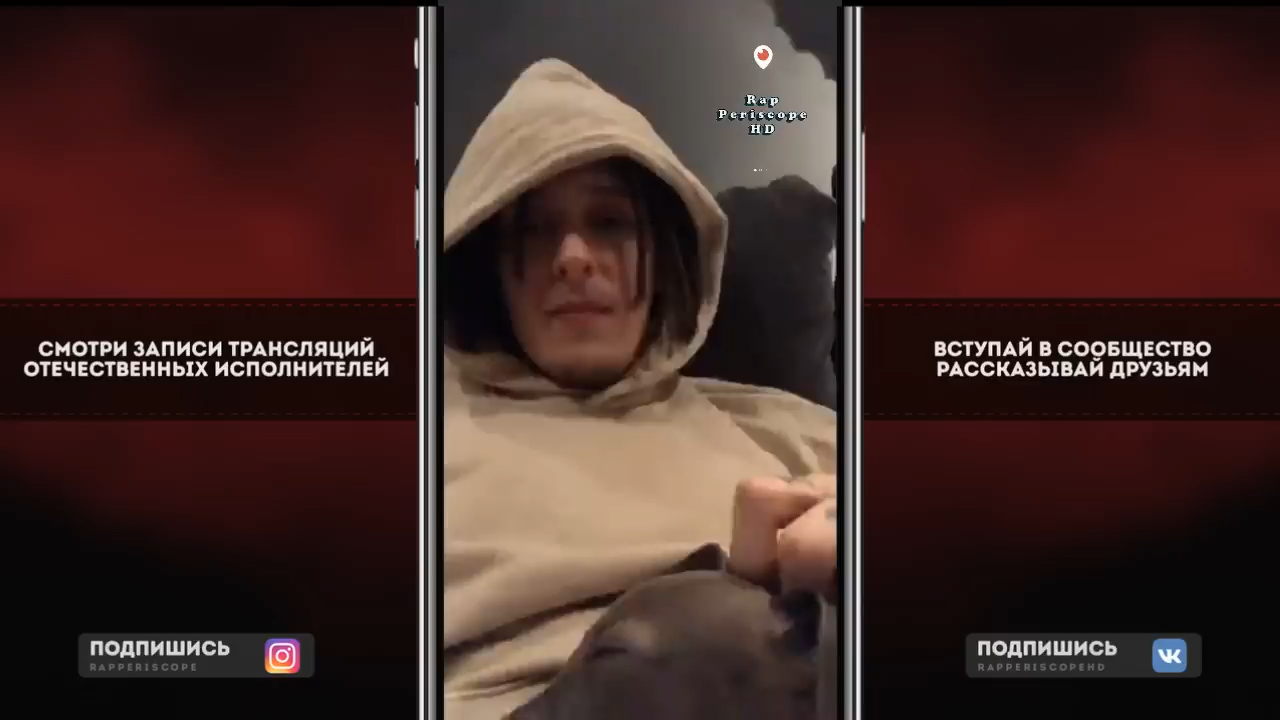 Rap
Periscope
HD
СМОТРИ ЗАПИСИ ТРАНСЛЯЦИЙ
ОТЕЧЕСТВЕННЫХ ИСПОЛНИТЕЛЕЙ
ВСТУПАЙ В СООБЩЕСТВО
РАССКАЗЫВАЙ ДРУЗЬЯМ
ПОДПИШИСЬ
RAPPERISCOPE
ПОДПИШИСЬ
RAPPERISCOPEHD